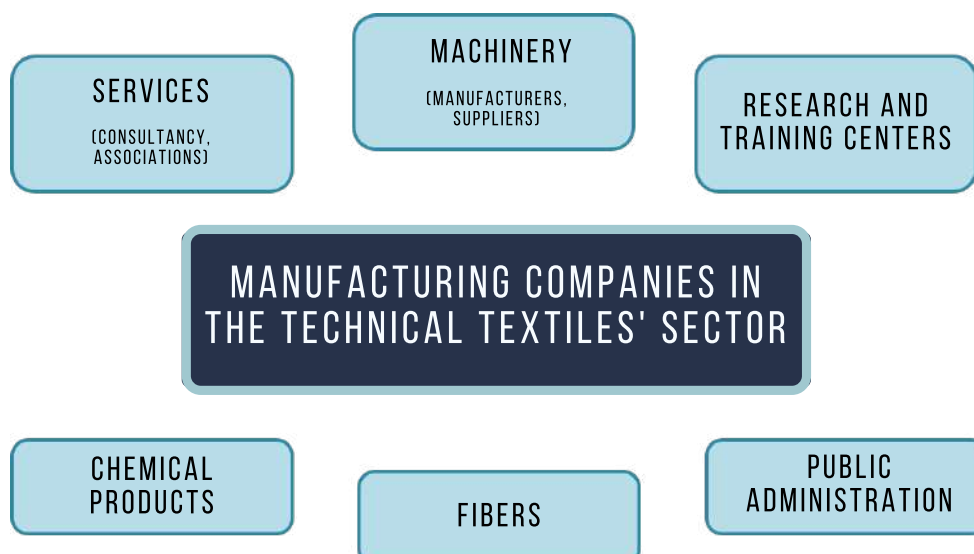 MACHINERY
(MANUFACTURERS,
SUPPLIERS)
SERVICES
(CONSULTANCY,
ASSOCIATIONS)
RESEARCH AND
TRAINING CENTERS
MANUFACTURING COMPANIES IN
THE TECHNICAL TEXTILES' SECTOR
CHEMICAL
PRODUCTS
FIBERS
PUBLIC
ADMINISTRATION